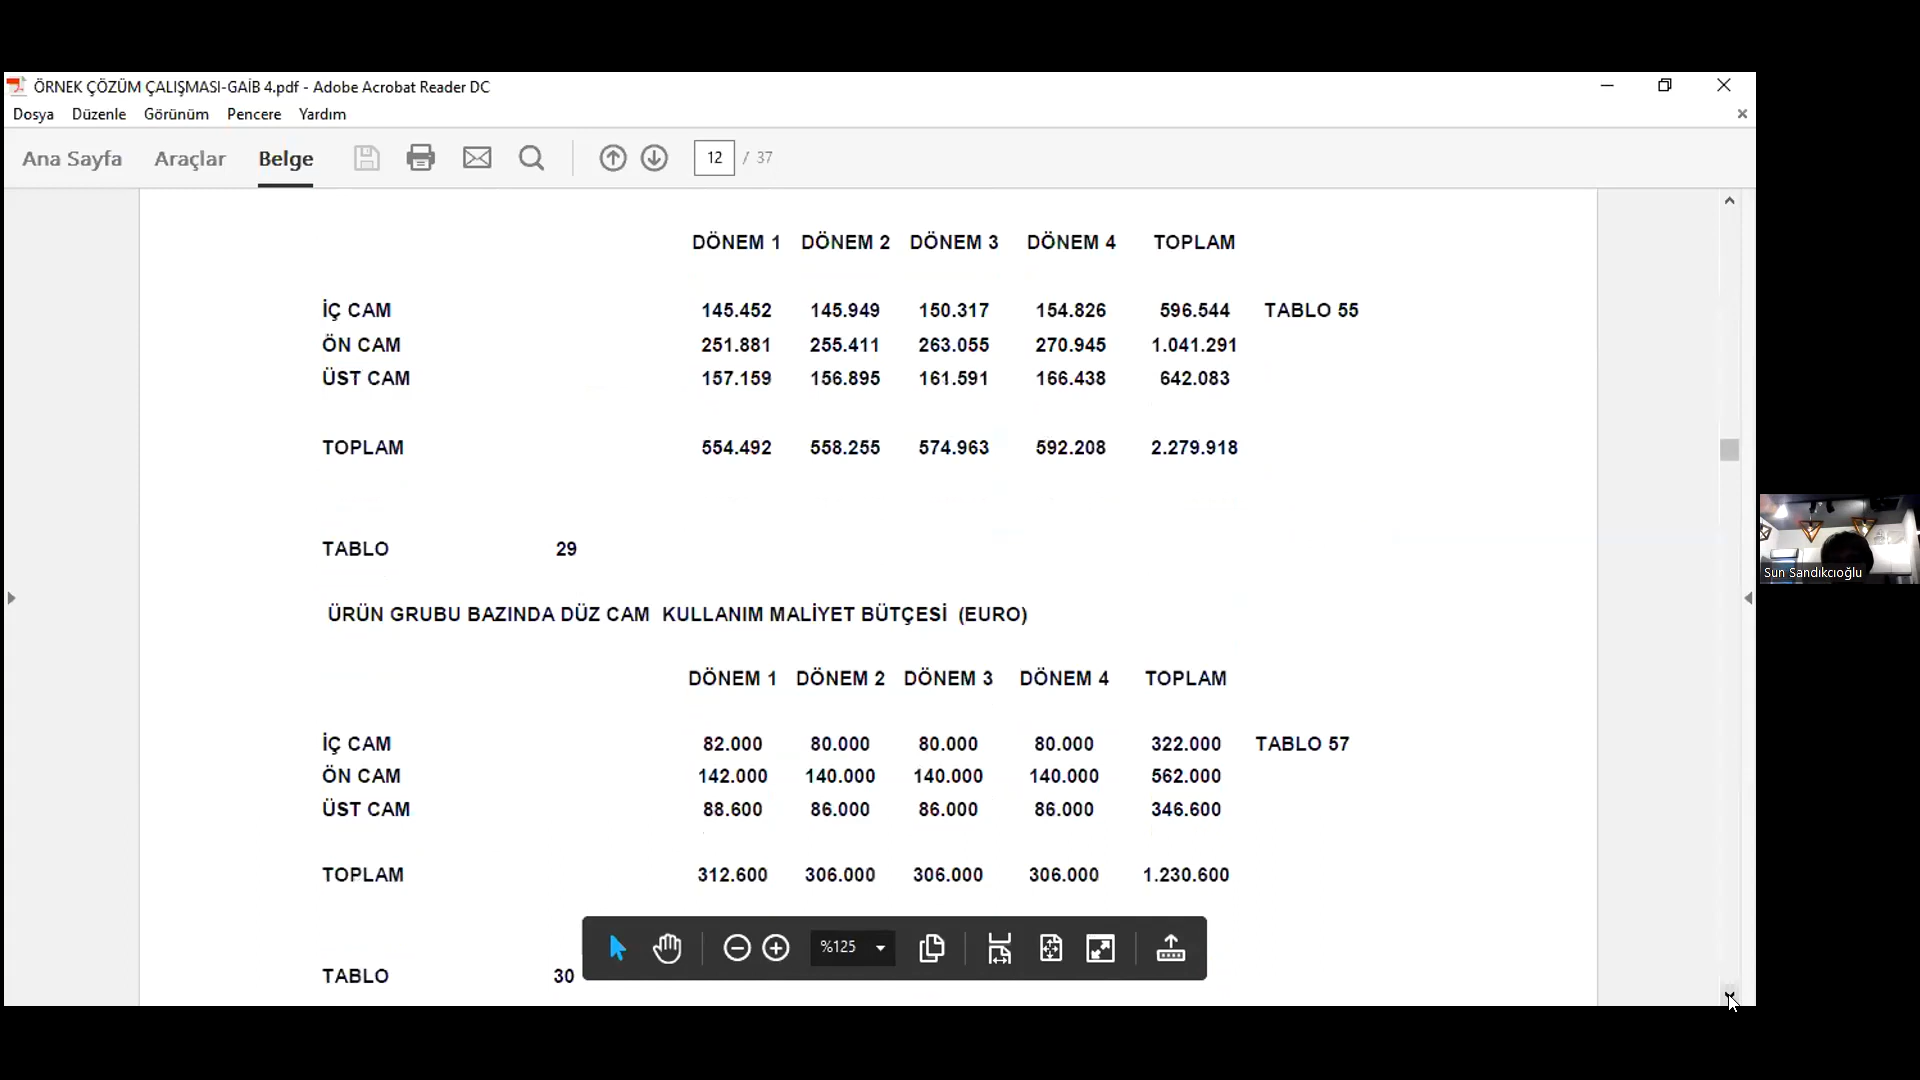 ÖRNEK ÇÖZÜM ÇALIŞMASI-GAİB 4.pdf - Adobe Acrobat Reader DC
Dosya Düzenle Görünüm Pencere Yardım
Ana Sayfa Araçlar Belge 12 / 37
DÖNEM 1 DÖNEM 2 DÖNEM 3 DÖNEM 4 TOPLAM
İÇ CAM 145.452 145.949 150.317 154.826 596.544 TABLO 55
ÖN CAM 251.881 255.411 263.055 270.945 1.041.291
ÜST CAM 157.159 156.895 161.591 166.438 642.083
TOPLAM 554.492 558.255 574.963 592.208 2.279.918
TABLO 29
ÜRÜN GRUBU BAZINDA DÜZ CAM KULLANIM MALİYET BÜTÇESİ (EURO)
DÖNEM 1 DÖNEM 2 DÖNEM 3 DÖNEM 4 TOPLAM
İÇ CAM 82.000 80.000 80.000 80.000 322.000 TABLO 57
ÖN CAM 142.000 140.000 140.000 140.000 562.000
ÜST CAM 88.600 86.000 86.000 86.000 346.600
TOPLAM 312.600 306.000 306.000 306.000 1.230.600
%125
TABLO 30
Sun Sandıkcıoğlu